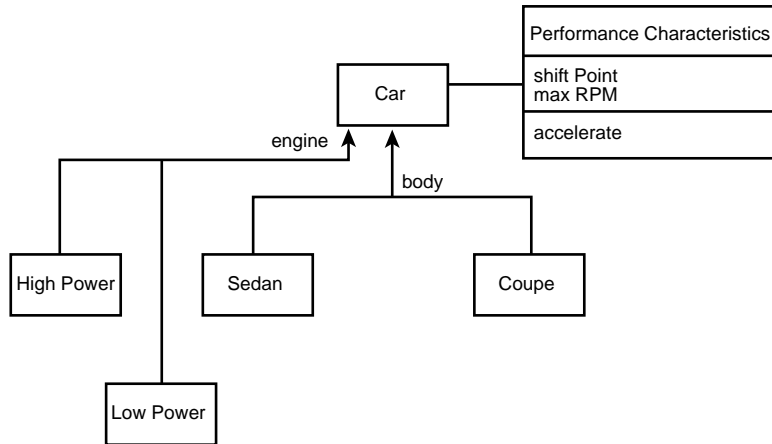 Performance Characteristics
shift Point
max RPM
accelerate
Car
engine
body
High Power
Sedan
Coupe
Low Power